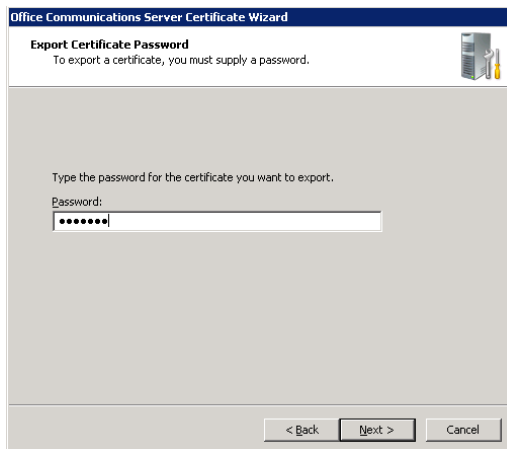 Office Communications Server Certificate Wizard
Export Certificate Password
To export a certificate, you must supply a password.
Type the password for the certificate you want to export.
Password:
•••••••
< Back Next > Cancel